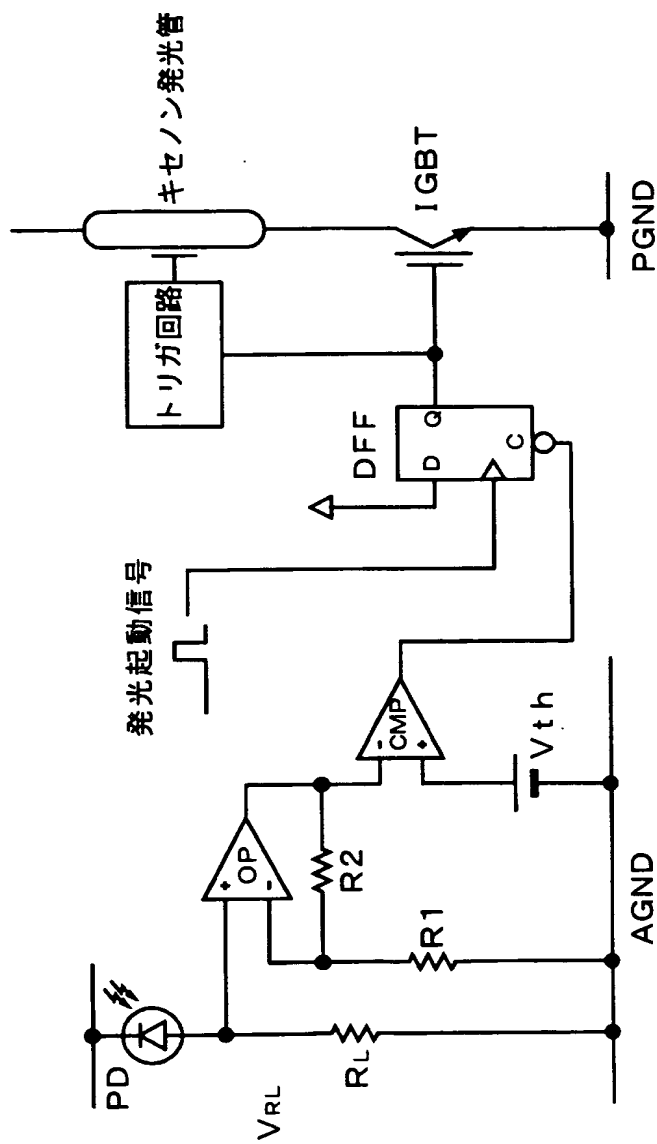 キセノン発光管
トリガ回路
IGBT
PGND
DFF
D
Q
C
発光起動信号
CMP
-
+
Vth
OP
+
-
R2
R1
AGND
PD
VRL
RL